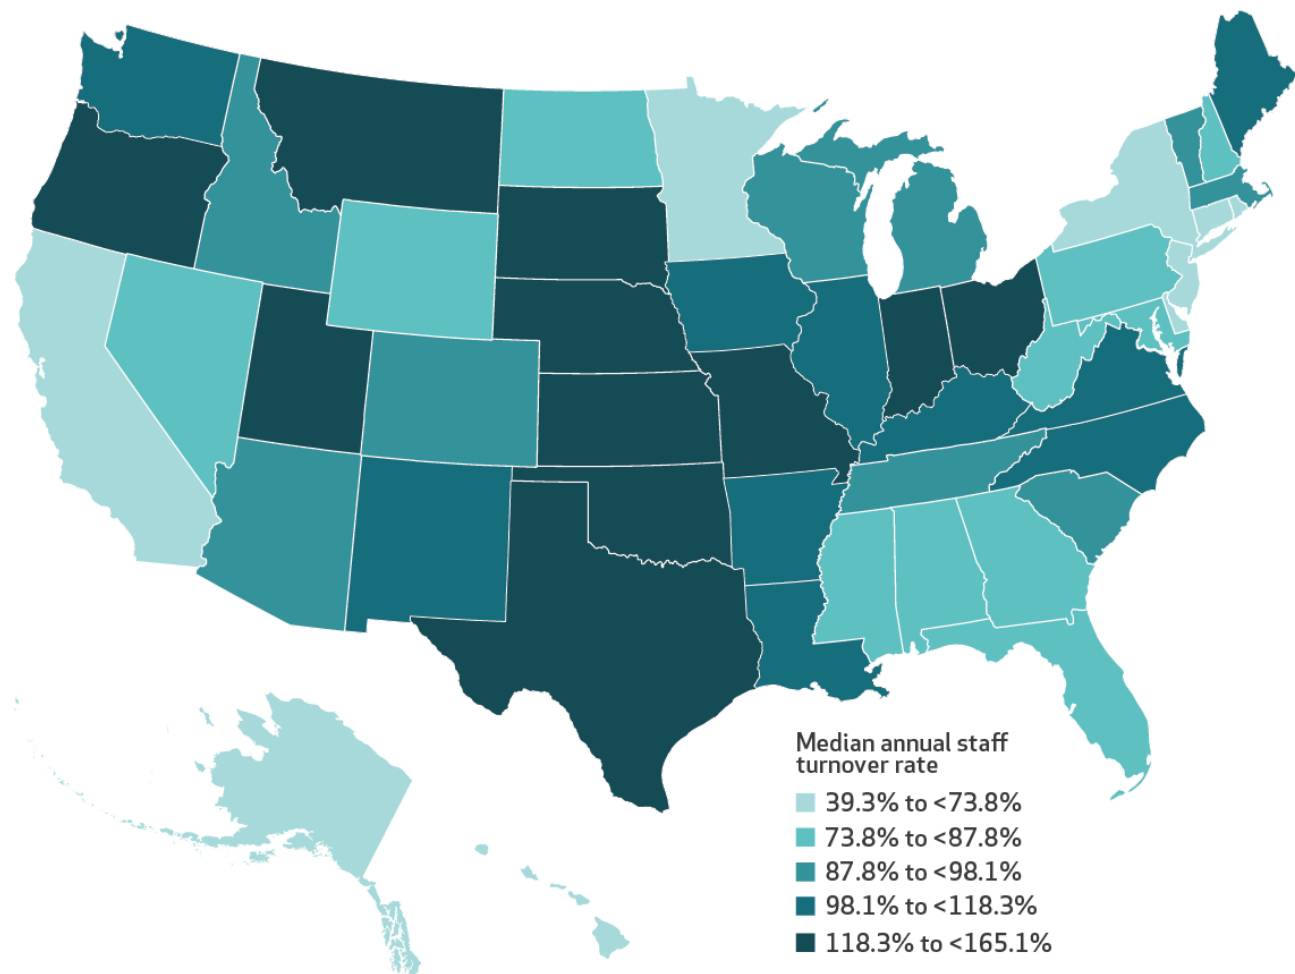 Median annual staff
turnover rate
39.3% to <73.8%
73.8% to <87.8%
87.8% to <98.1%
98.1% to <118.3%
118.3% to <165.1%